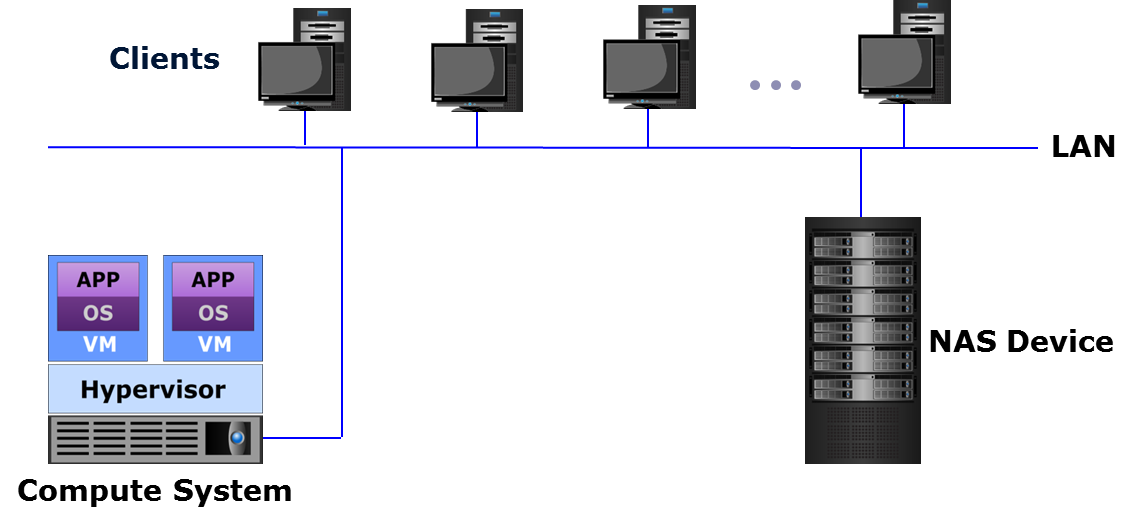 Clients
LAN
APP
OS
VM
APP
OS
VM
Hypervisor
NAS Device
Compute System